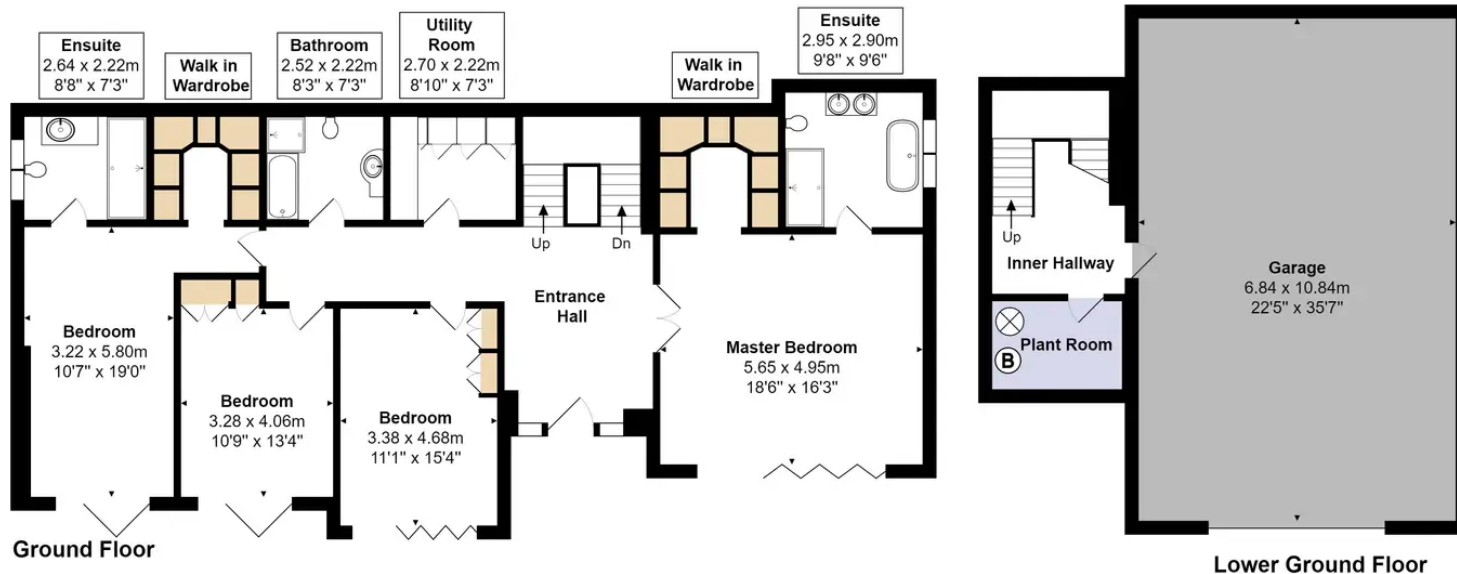 Ensuite
2.64 x 2.22m
8'8" x 7'3"
Walk in
Wardrobe
Bathroom
2.52 x 2.22m
8'3" x 7'3"
Utility
Room
2.70 x 2.22m
8'10" x 7'3"
Walk in
Wardrobe
Ensuite
2.95 x 2.90m
9'8" x 9'6"
Up
Dn
Entrance
Hall
Bedroom
3.22 x 5.80m
10'7" x 19'0"
Bedroom
3.28 x 4.06m
10'9" x 13'4"
Bedroom
3.38 x 4.68m
11'1" x 15'4"
Master Bedroom
5.65 x 4.95m
18'6" x 16'3"
Ground Floor
Up
Inner Hallway
Plant Room
B
Garage
6.84 x 10.84m
22'5" x 35'7"
Lower Ground Floor